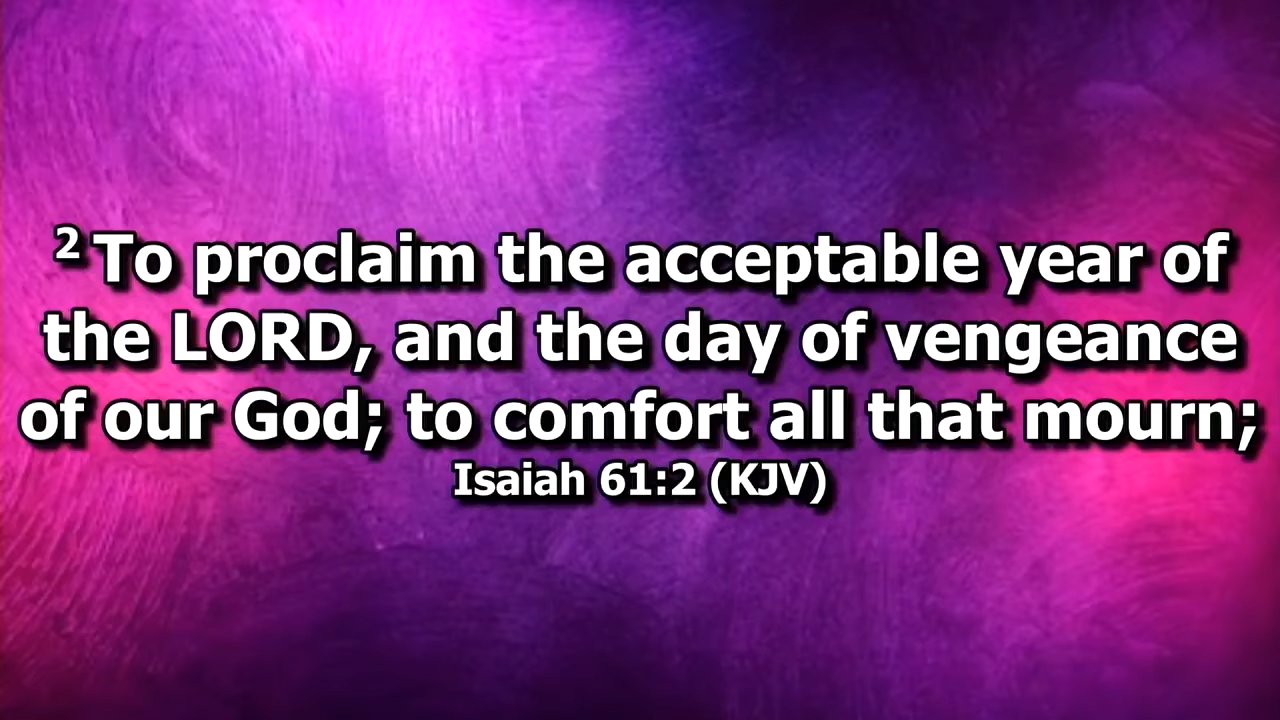 2 To proclaim the acceptable year of
the LORD, and the day of vengeance
of our God; to comfort all that mourn;
Isaiah 61:2 (KJV)